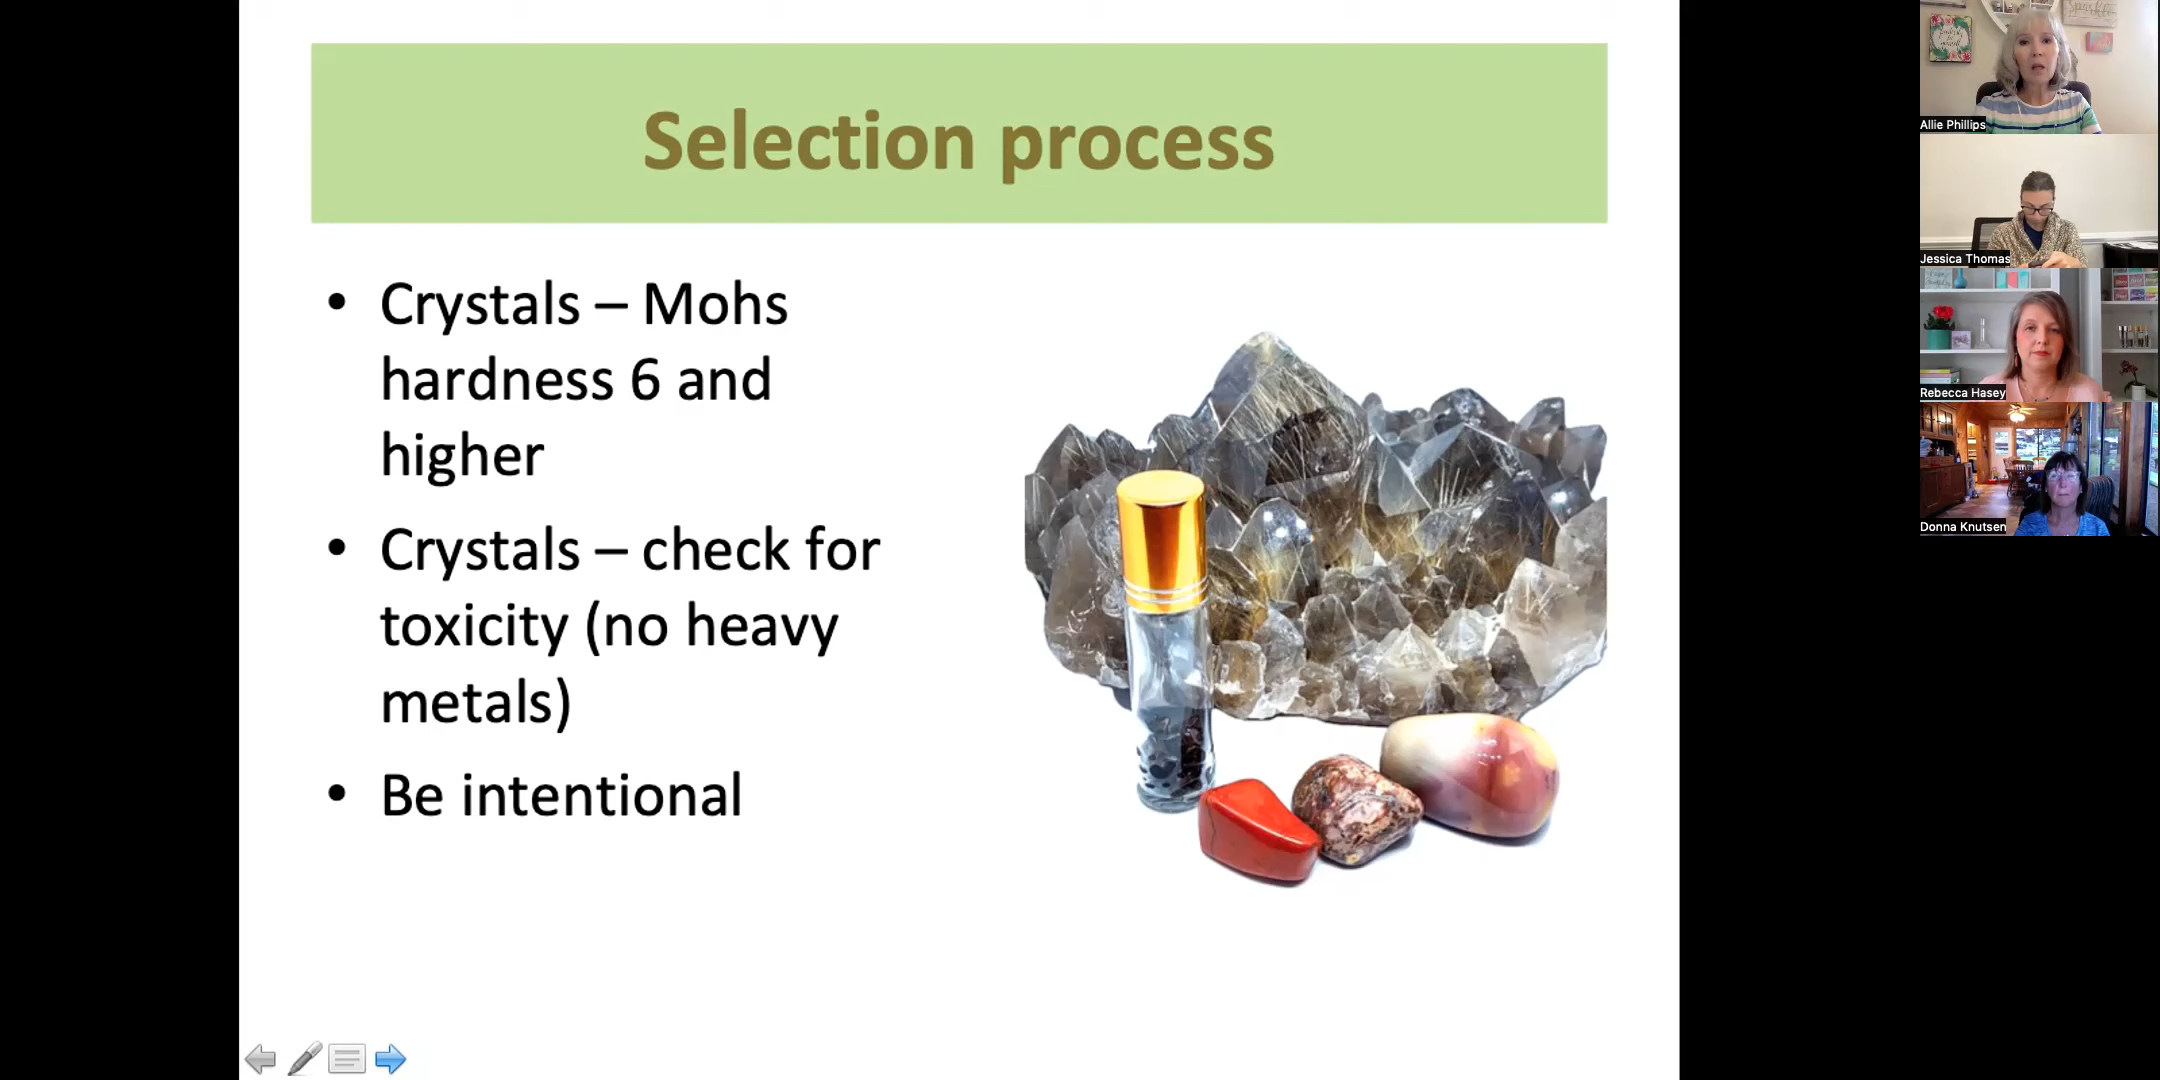 Selection process
• Crystals – Mohs
hardness 6 and
higher
• Crystals – check for
toxicity (no heavy
metals)
• Be intentional
Allie Phillips
Jessica Thomas
Rebecca Hasey
Donna Knutsen